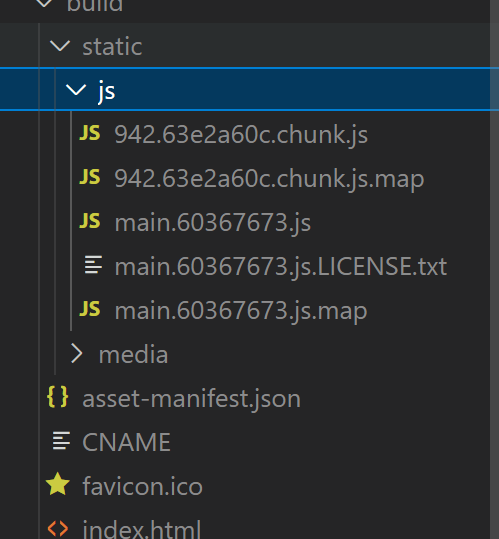 build
static
js
JS 942.63e2a60c.chunk.js
JS 942.63e2a60c.chunk.js.map
JS main.60367673.js
main.60367673.js.LICENSE.txt
JS main.60367673.js.map
media
{ } asset-manifest.json
CNAME
favicon.ico
<> index.html